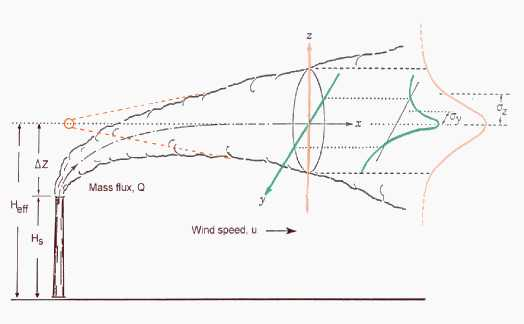 z
x
σz
σy
ΔZ
Mass flux, Q
y
Heff
Hs
Wind speed, u